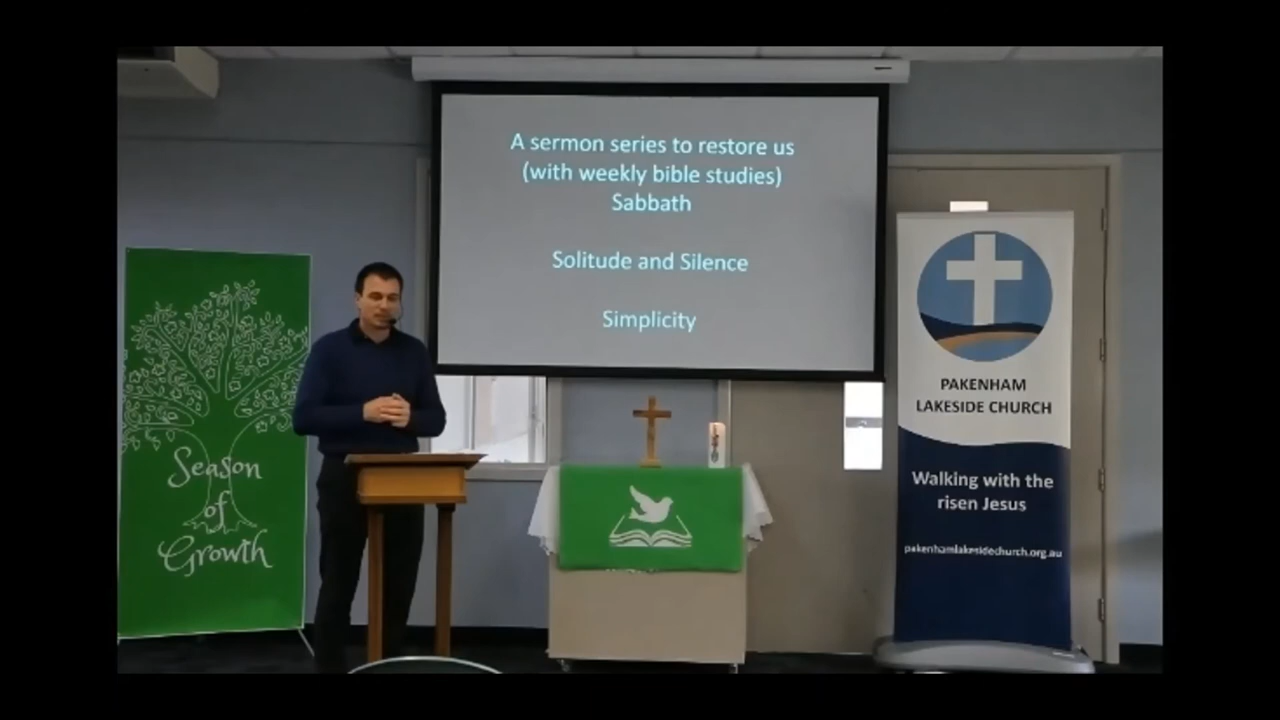 A sermon series to restore us
(with weekly bible studies)
Sabbath
Solitude and Silence
Simplicity
Season
of
Growth
PAKENHAM
LAKESIDE CHURCH
Walking with the
risen Jesus
pakenhamlakesidechurch.org.au